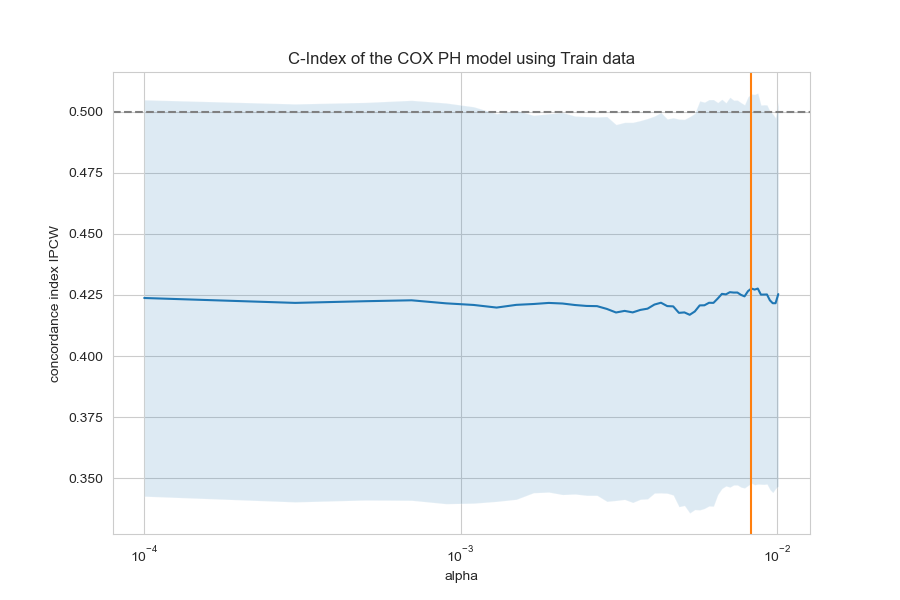 C-Index of the COX PH model using Train data
concordance index IPCW
0.500
0.475
0.450
0.425
0.400
0.375
0.350
10⁻⁴ 10⁻³ 10⁻²
alpha